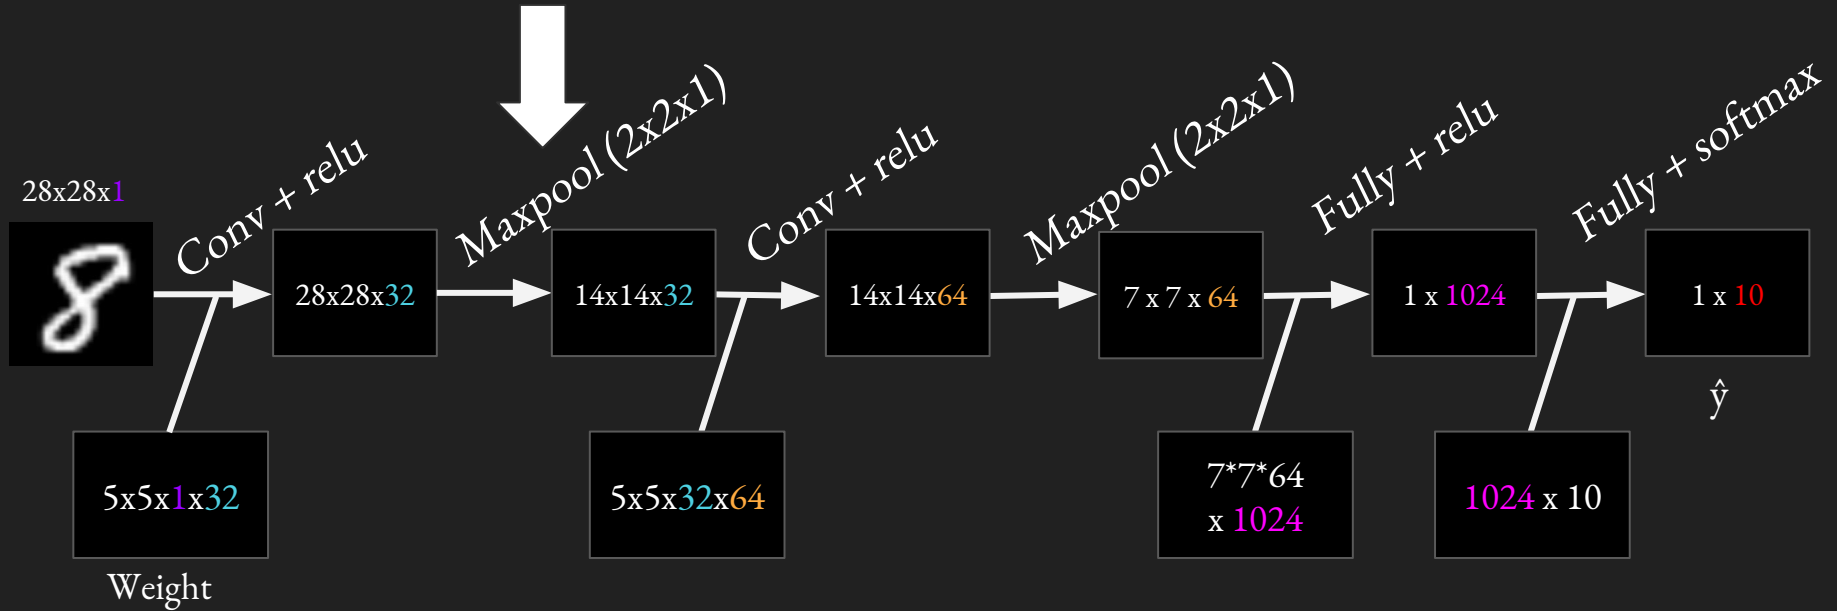 28x28x1
Conv + relu
Maxpool (2x2x1)
Conv + relu
Maxpool (2x2x1)
Fully + relu
Fully + softmax
8
28x28x32
14x14x32
14x14x64
7 x 7 x 64
1 x 1024
1 x 10
ŷ
5x5x1x32
5x5x32x64
7*7*64
x 1024
1024 x 10
Weight